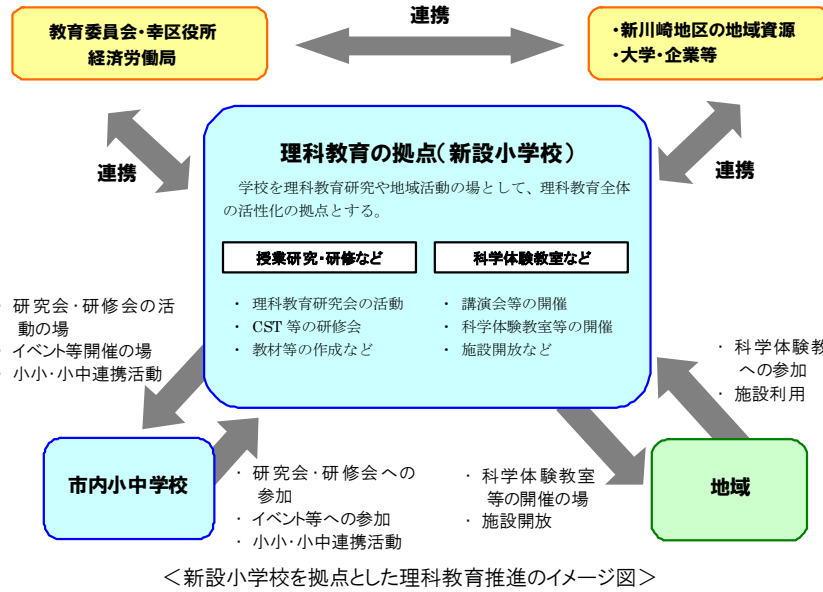 教育委員会・幸区役所
経済労働局
連携
・新川崎地区の地域資源
・大学・企業等
連携
連携
理科教育の拠点(新設小学校)
学校を理科教育研究や地域活動の場として、理科教育全体
の活性化の拠点とする。
授業研究・研修など
・ 理科教育研究会の活動
・ CST 等の研修会
・ 教材等の作成など
科学体験教室など
・ 講演会等の開催
・ 科学体験教室等の開催
・ 施設開放など
・ 研究会・研修会の活
動の場
・ イベント等開催の場
・ 小小・小中連携活動
・ 科学体験教
への参加
・ 施設利用
市内小中学校
・ 研究会・研修会への
参加
・ イベント等への参加
・ 小小・小中連携活動
・ 科学体験教室
等の開催の場
・ 施設開放
地域
<新設小学校を拠点とした理科教育推進のイメージ図>